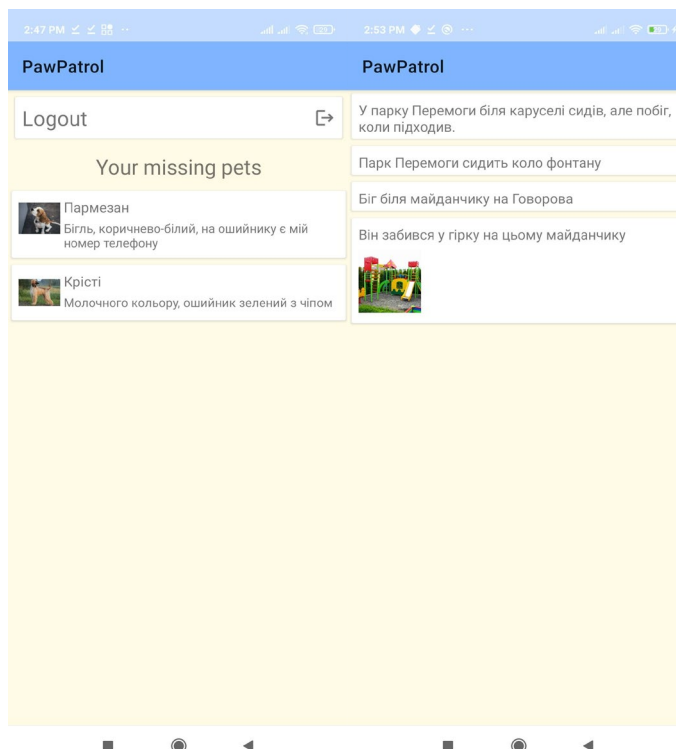 2:47 PM
PawPatrol
Logout
Your missing pets
Пармезан
Бігль, коричнево-білий, на ошийнику є мій
номер телефону
Крісті
Молочного кольору, ошийник зелений з чіпом
2:53 PM
PawPatrol
У парку Перемоги біля каруселі сидів, але побіг,
коли підходив.
Парк Перемоги сидить коло фонтану
Біг біля майданчику на Говорова
Він забився у гірку на цьому майданчику